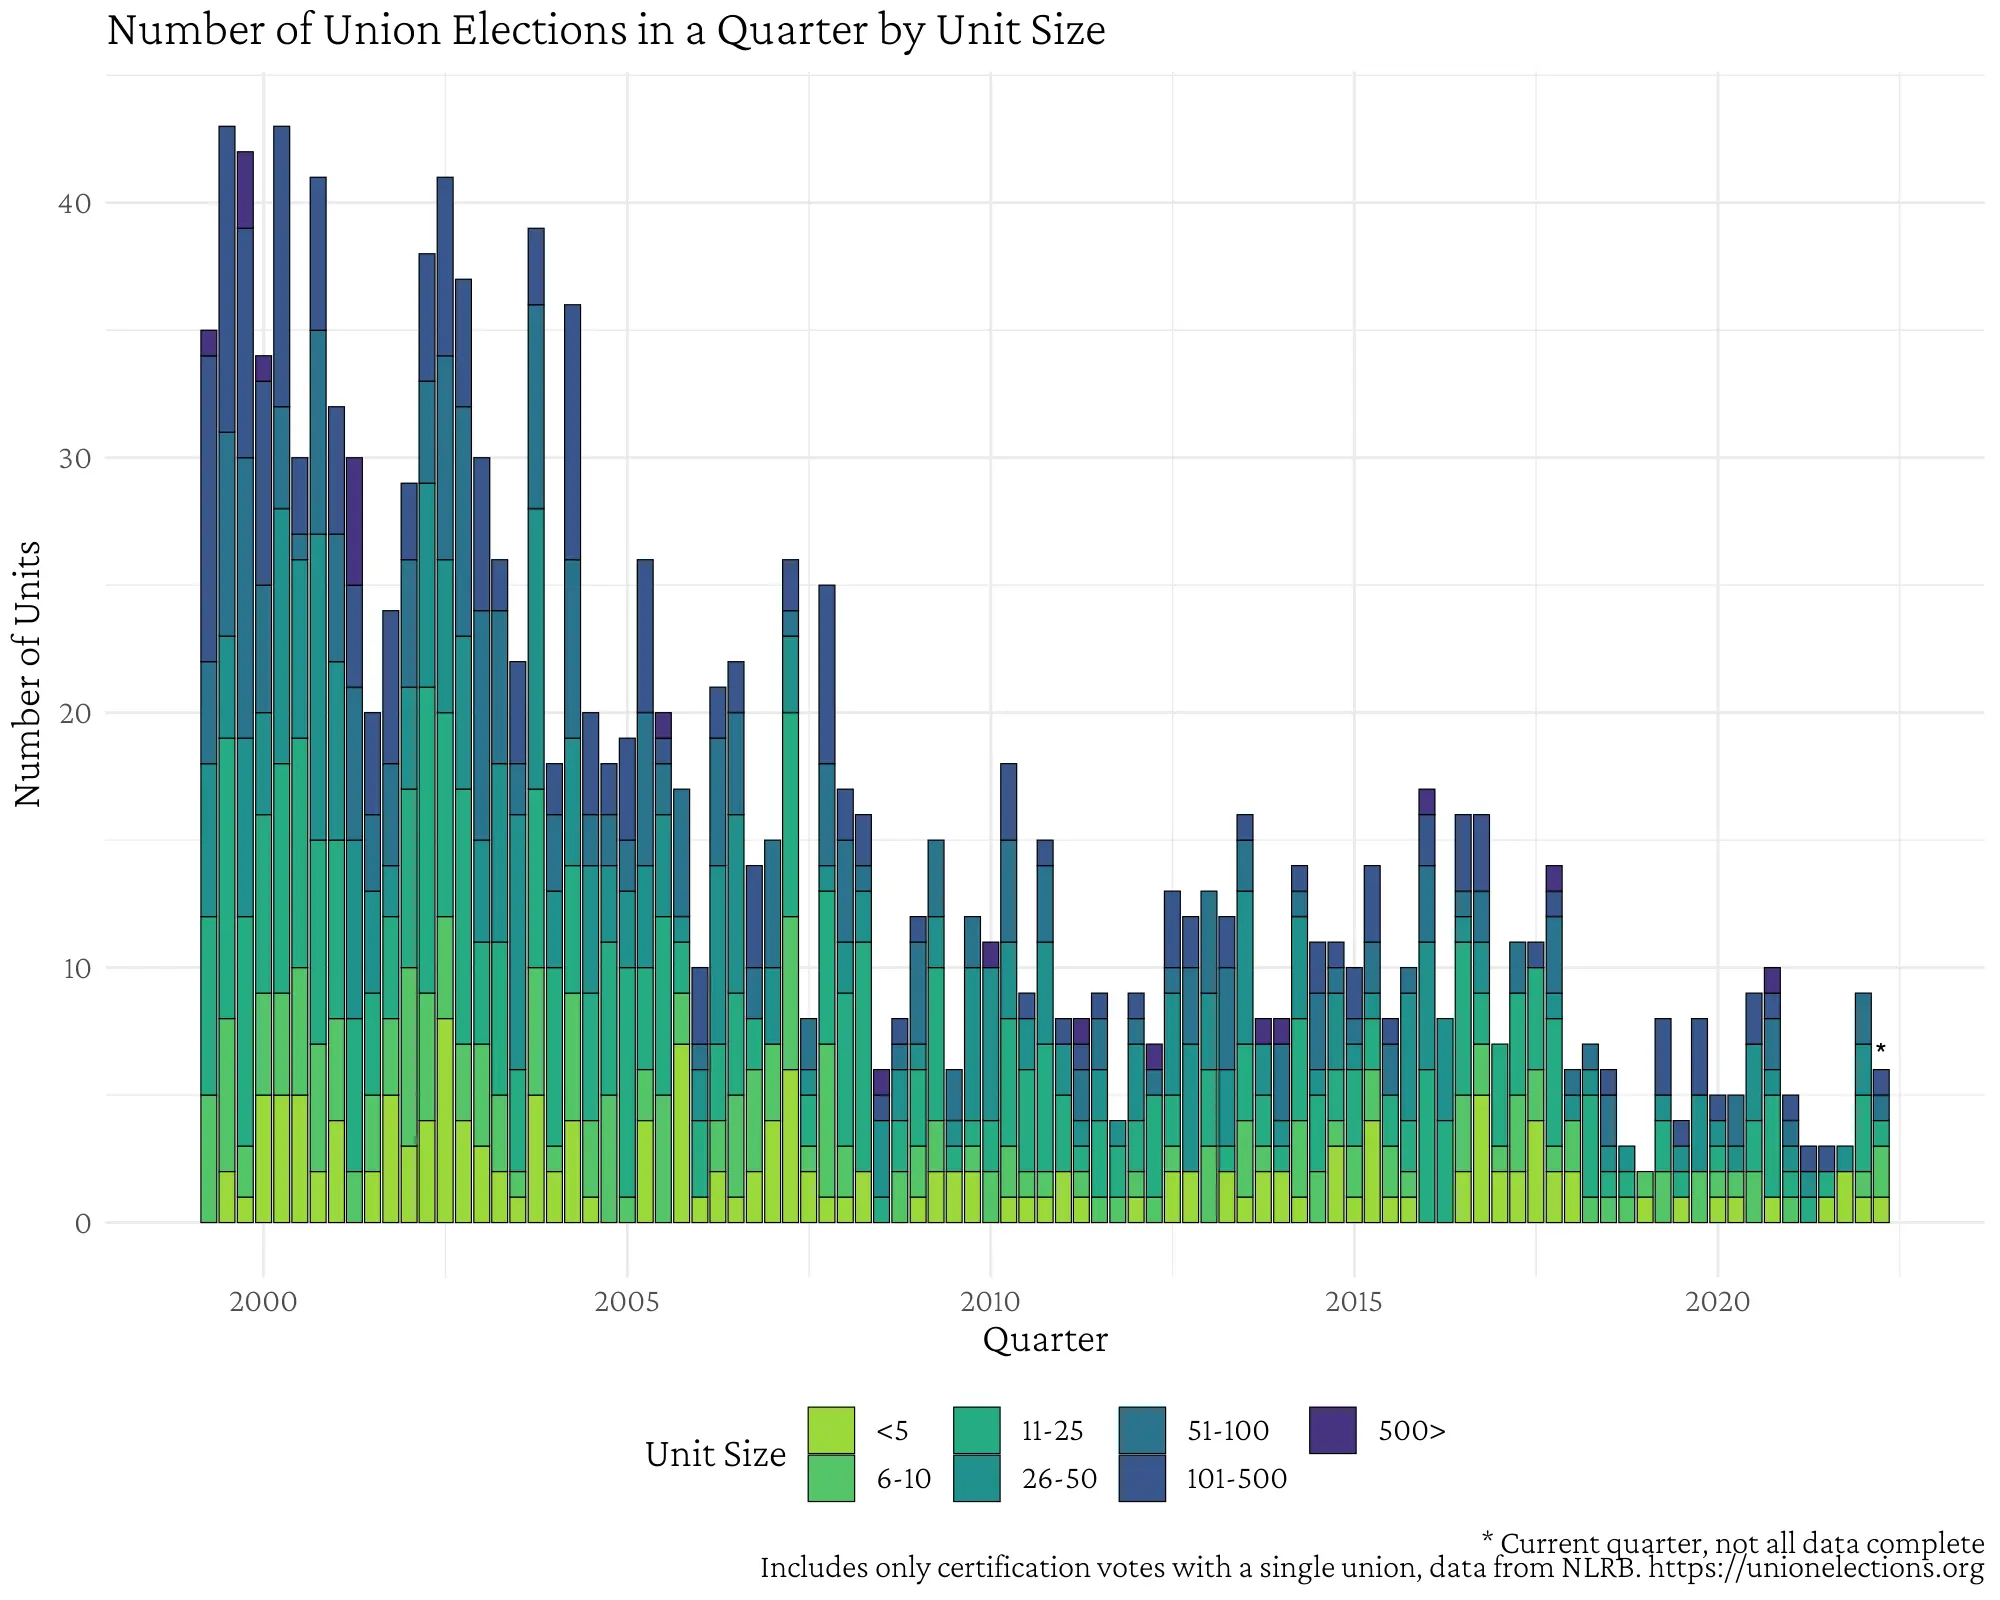 Number of Union Elections in a Quarter by Unit Size
Number of Units
40
30
20
10
0
*
2000 2005 2010 2015 2020
Quarter
Unit Size
<5 11-25 51-100 500>
6-10 26-50 101-500
* Current quarter, not all data complete
Includes only certification votes with a single union, data from NLRB. https://unionelections.org